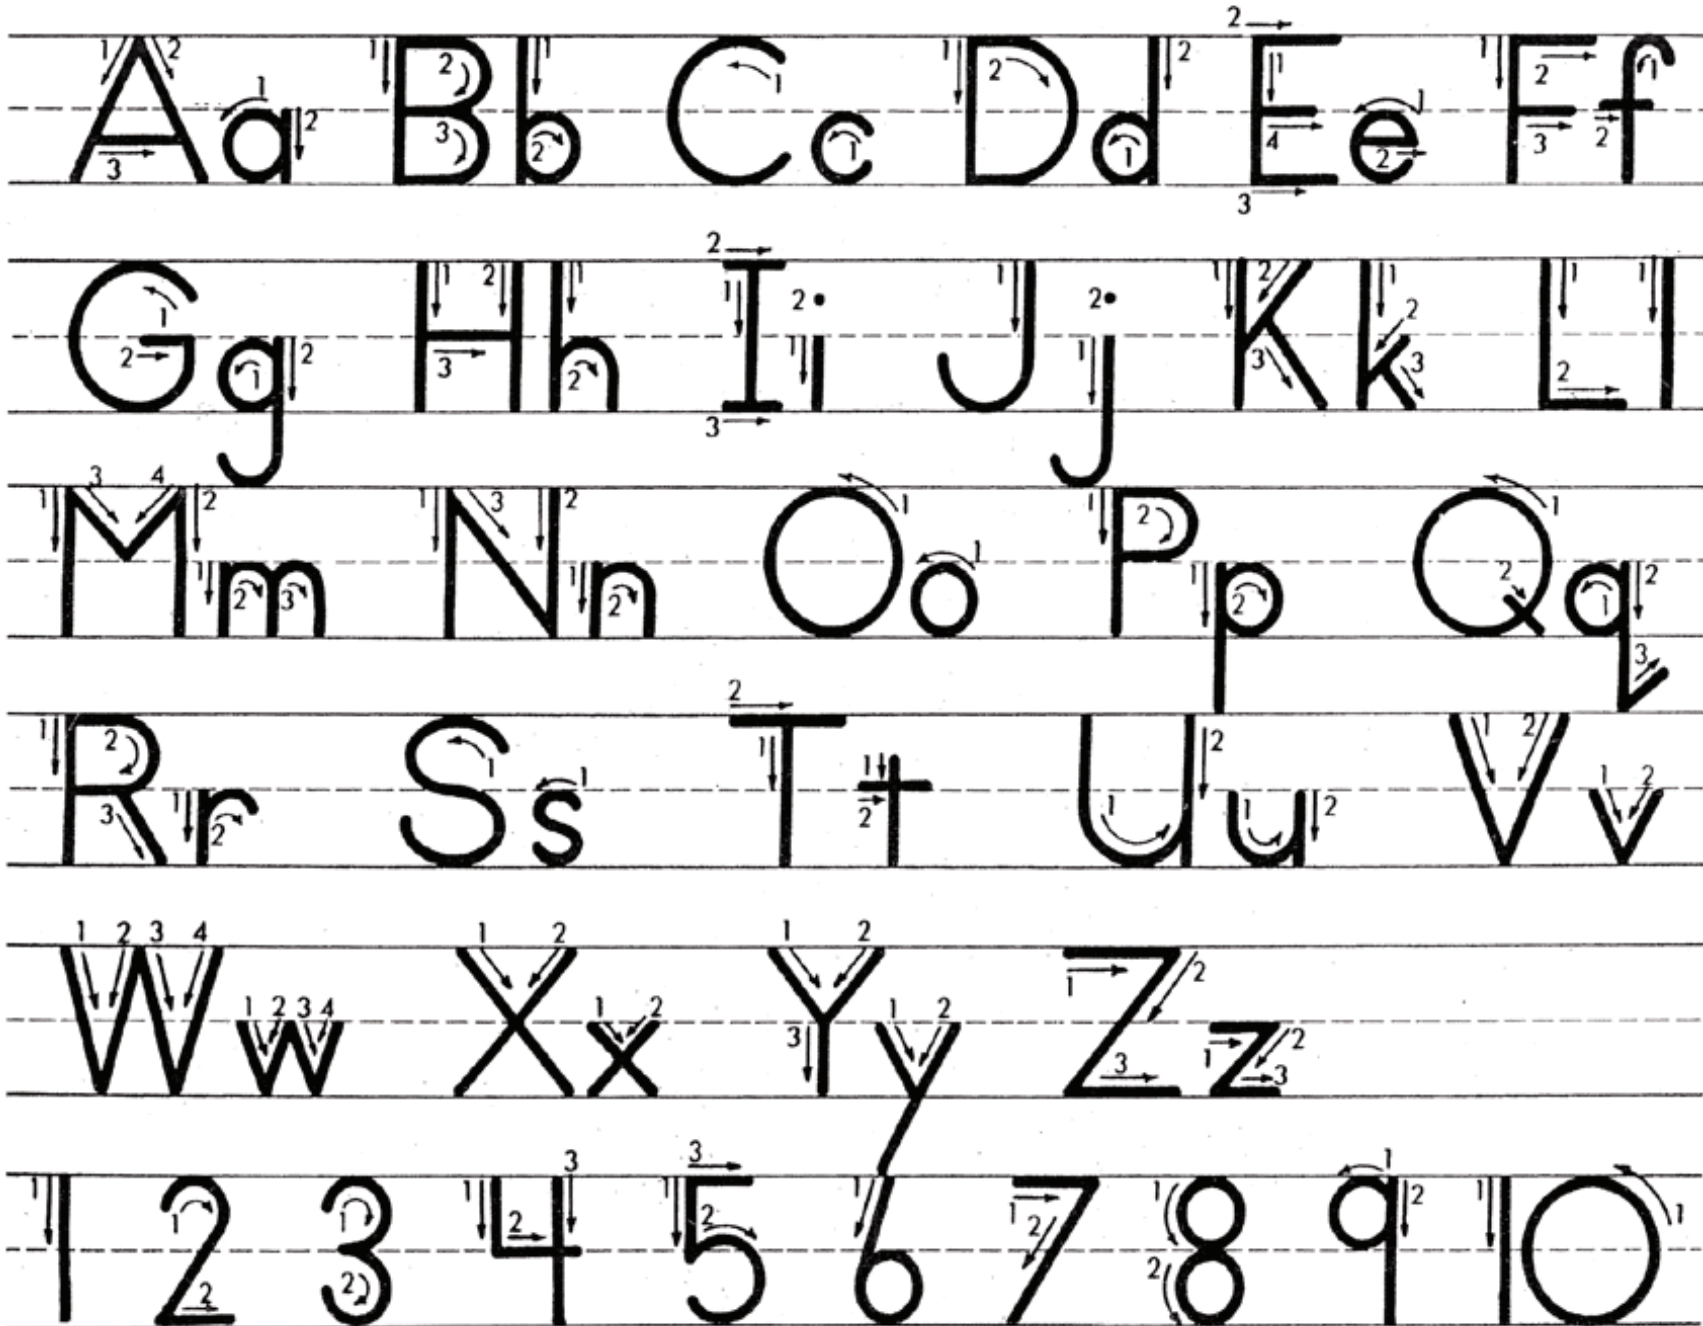 Aa Bb Cc Dd Ee Ff
Gg Hh Ii Jj Kk Ll
Mm Nn Oo Pp Qq
Rr Ss Tt Uu Vv
Ww Xx Yy Zz
1 2 3 4 5 6 7 8 9 10